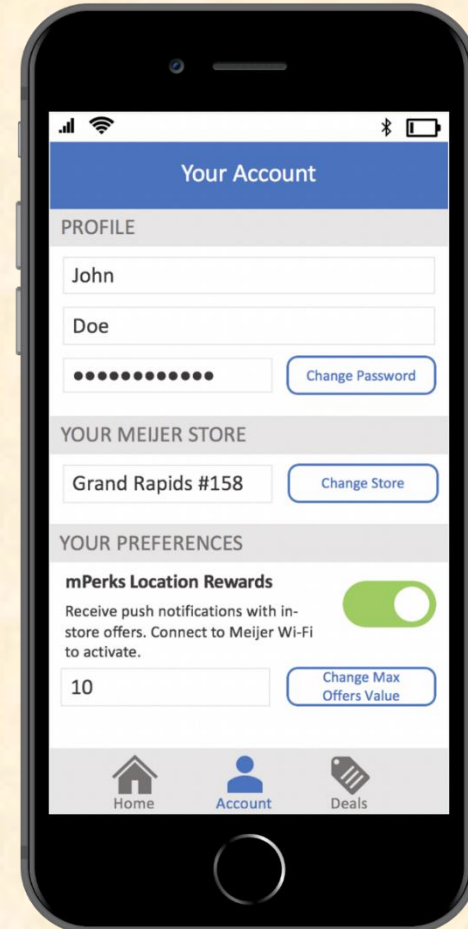 Your Account
PROFILE
John
Doe
●●●●●●●●●●●●
Change Password
YOUR MEIJER STORE
Grand Rapids #158
Change Store
YOUR PREFERENCES
mPerks Location Rewards
Receive push notifications with in-
store offers. Connect to Meijer Wi-Fi
to activate.
10
Change Max
Offers Value
Home
Account
Deals